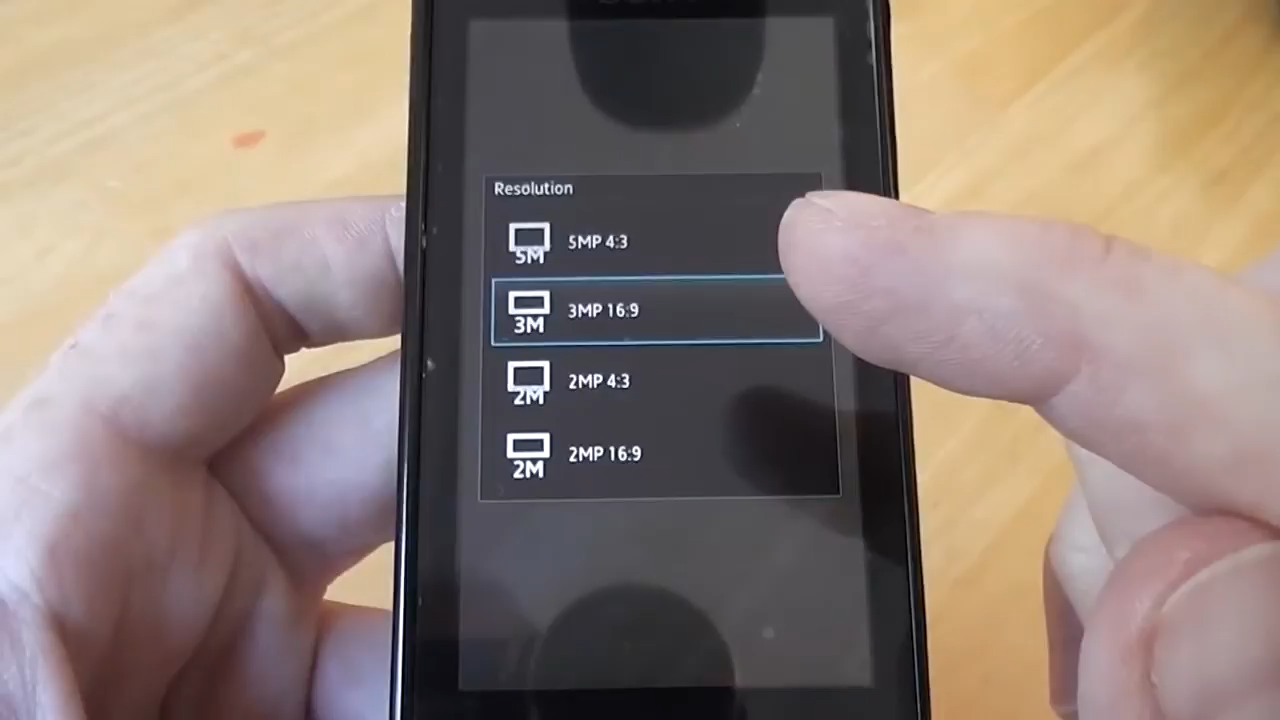 Resolution
5M 5MP 4:3
3M 3MP 16:9
2M 2MP 4:3
2M 2MP 16:9